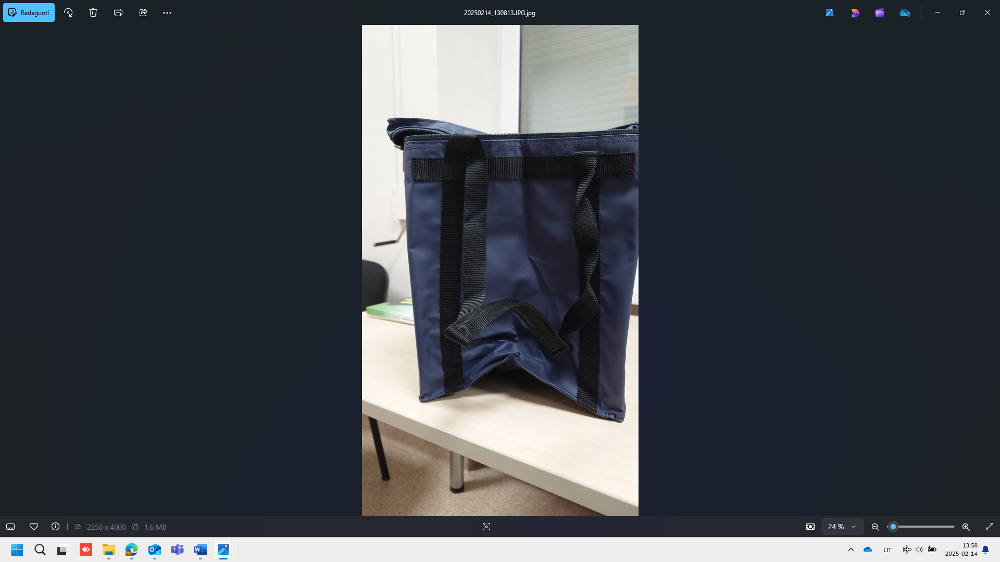 Redaguoti
20250214_130813.JPG.jpg
2250 x 4000
1.6 MB
24 %
LIT
13:58
2025-02-14